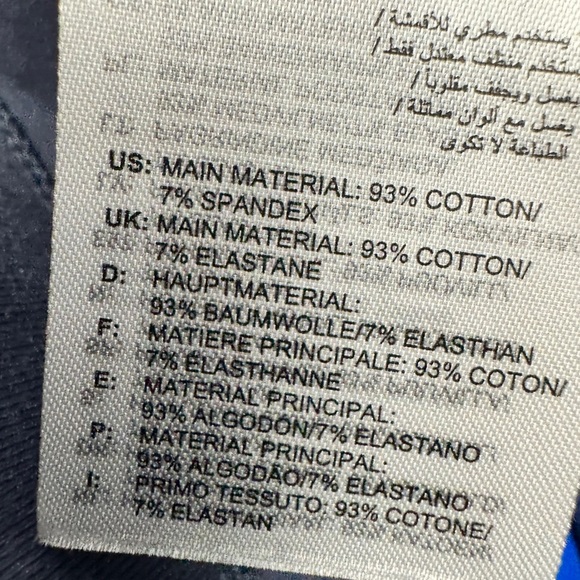 يستخدم مطري للأقمشة /
يستخدم منظف معتدل فقط /
يغسل ويجفف مقلوبا /
يغسل مع ألوان مماثلة /
الطباعة لا تكوى
US: MAIN MATERIAL: 93% COTTON/
7% SPANDEX
UK: MAIN MATERIAL: 93% COTTON/
7% ELASTANE
D: HAUPTMATERIAL:
93% BAUMWOLLE/7% ELASTHAN
F: MATIERE PRINCIPALE: 93% COTON/
7% ÉLASTHANNE
E: MATERIAL PRINCIPAL:
93% ALGODÓN/7% ELASTANO
P: MATERIAL PRINCIPAL:
93% ALGODÃO/7% ELASTANO
I: PRIMO TESSUTO: 93% COTONE/
7% ELASTAN